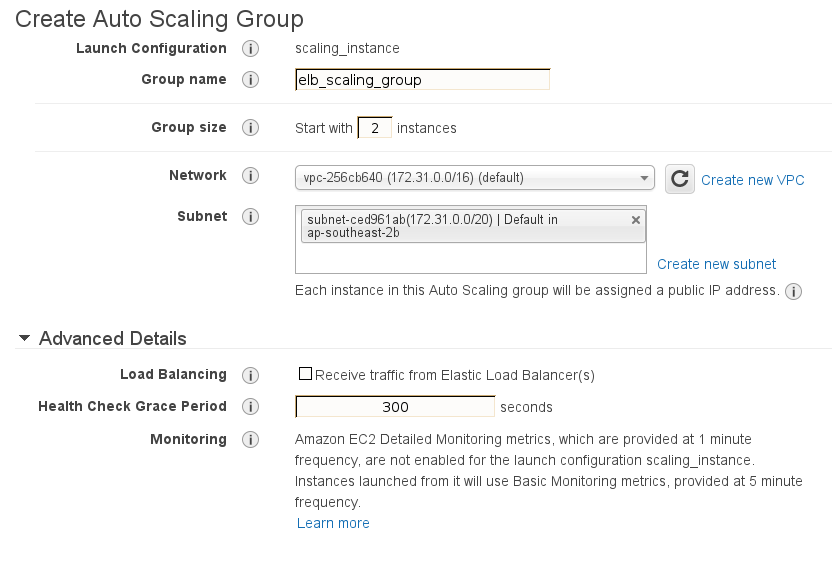 Create Auto Scaling Group
Launch Configuration i scaling_instance
Group name i elb_scaling_group
Group size i Start with 2 instances
Network i vpc-256cb640 (172.31.0.0/16) (default) Create new VPC
Subnet i subnet-ced961ab(172.31.0.0/20) | Default in ×
ap-southeast-2b
Create new subnet
Each instance in this Auto Scaling group will be assigned a public IP address. i
Advanced Details
Load Balancing i Receive traffic from Elastic Load Balancer(s)
Health Check Grace Period i 300 seconds
Monitoring i Amazon EC2 Detailed Monitoring metrics, which are provided at 1 minute
frequency, are not enabled for the launch configuration scaling_instance.
Instances launched from it will use Basic Monitoring metrics, provided at 5 minute
frequency.
Learn more